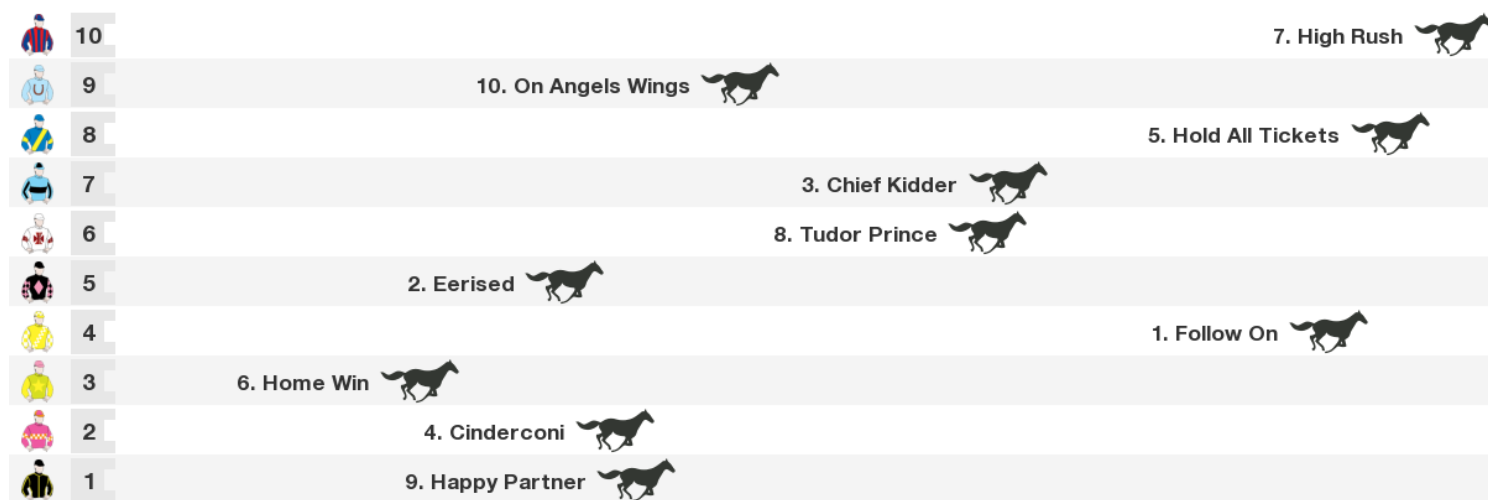 10 7. High Rush
9 10. On Angels Wings
8 5. Hold All Tickets
7 3. Chief Kidder
6 8. Tudor Prince
5 2. Eerised
4 1. Follow On
3 6. Home Win
2 4. Cinderconi
1 9. Happy Partner